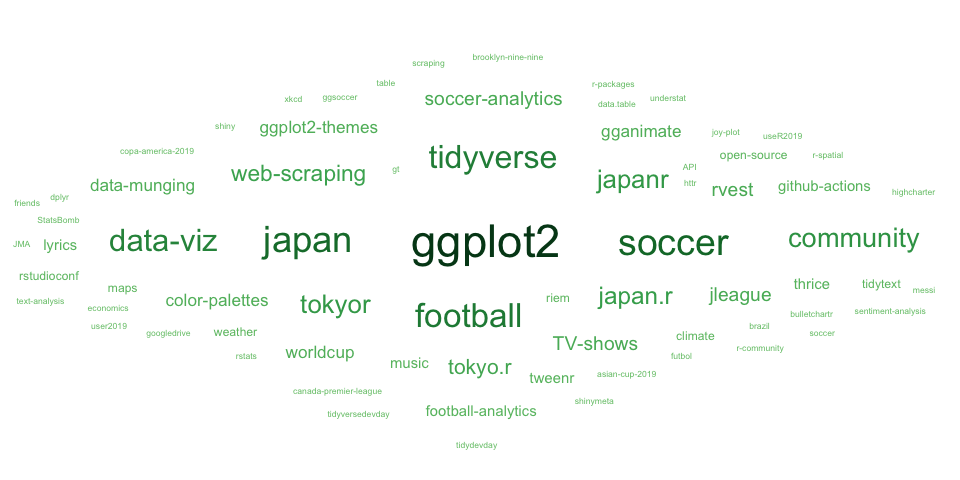 brooklyn-nine-nine
scraping
table
r-packages
xkcd
ggsoccer
soccer-analytics
data.table
understat
shiny
ggplot2-themes
gganimate
joy-plot
useR2019
copa-america-2019
tidyverse
open-source
r-spatial
data-munging
web-scraping
gt
japanr
API
httr
rvest
github-actions
highcharter
friends
dplyr
StatsBomb
JMA
lyrics
data-viz
japan
ggplot2
soccer
community
rstudioconf
maps
text-analysis
economics
color-palettes
tokyor
football
riem
japan.r
jleague
thrice
tidytext
messi
bulletchartr
sentiment-analysis
user2019
googledrive
weather
rstats
worldcup
music
tokyo.r
TV-shows
tweenr
climate
futbol
brazil
r-community
soccer
asian-cup-2019
canada-premier-league
tidyversedevday
football-analytics
shinymeta
tidydevday